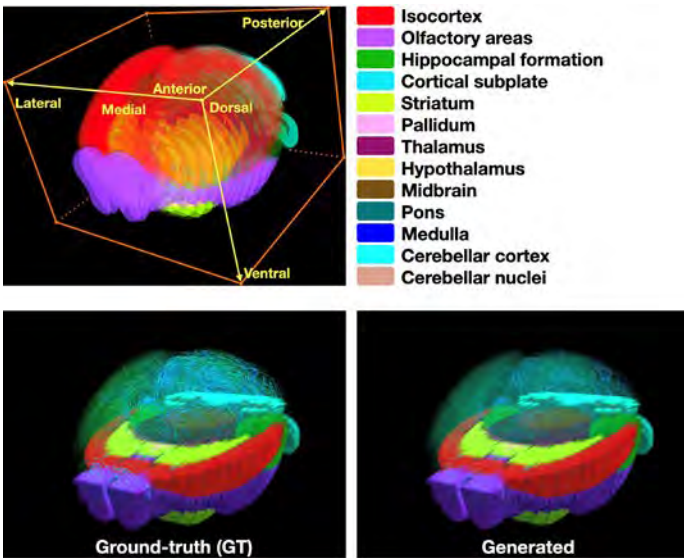 Posterior
Anterior
Lateral
Medial
Dorsal
Ventral
Isocortex
Olfactory areas
Hippocampal formation
Cortical subplate
Striatum
Pallidum
Thalamus
Hypothalamus
Midbrain
Pons
Medulla
Cerebellar cortex
Cerebellar nuclei
Ground-truth (GT)
Generated